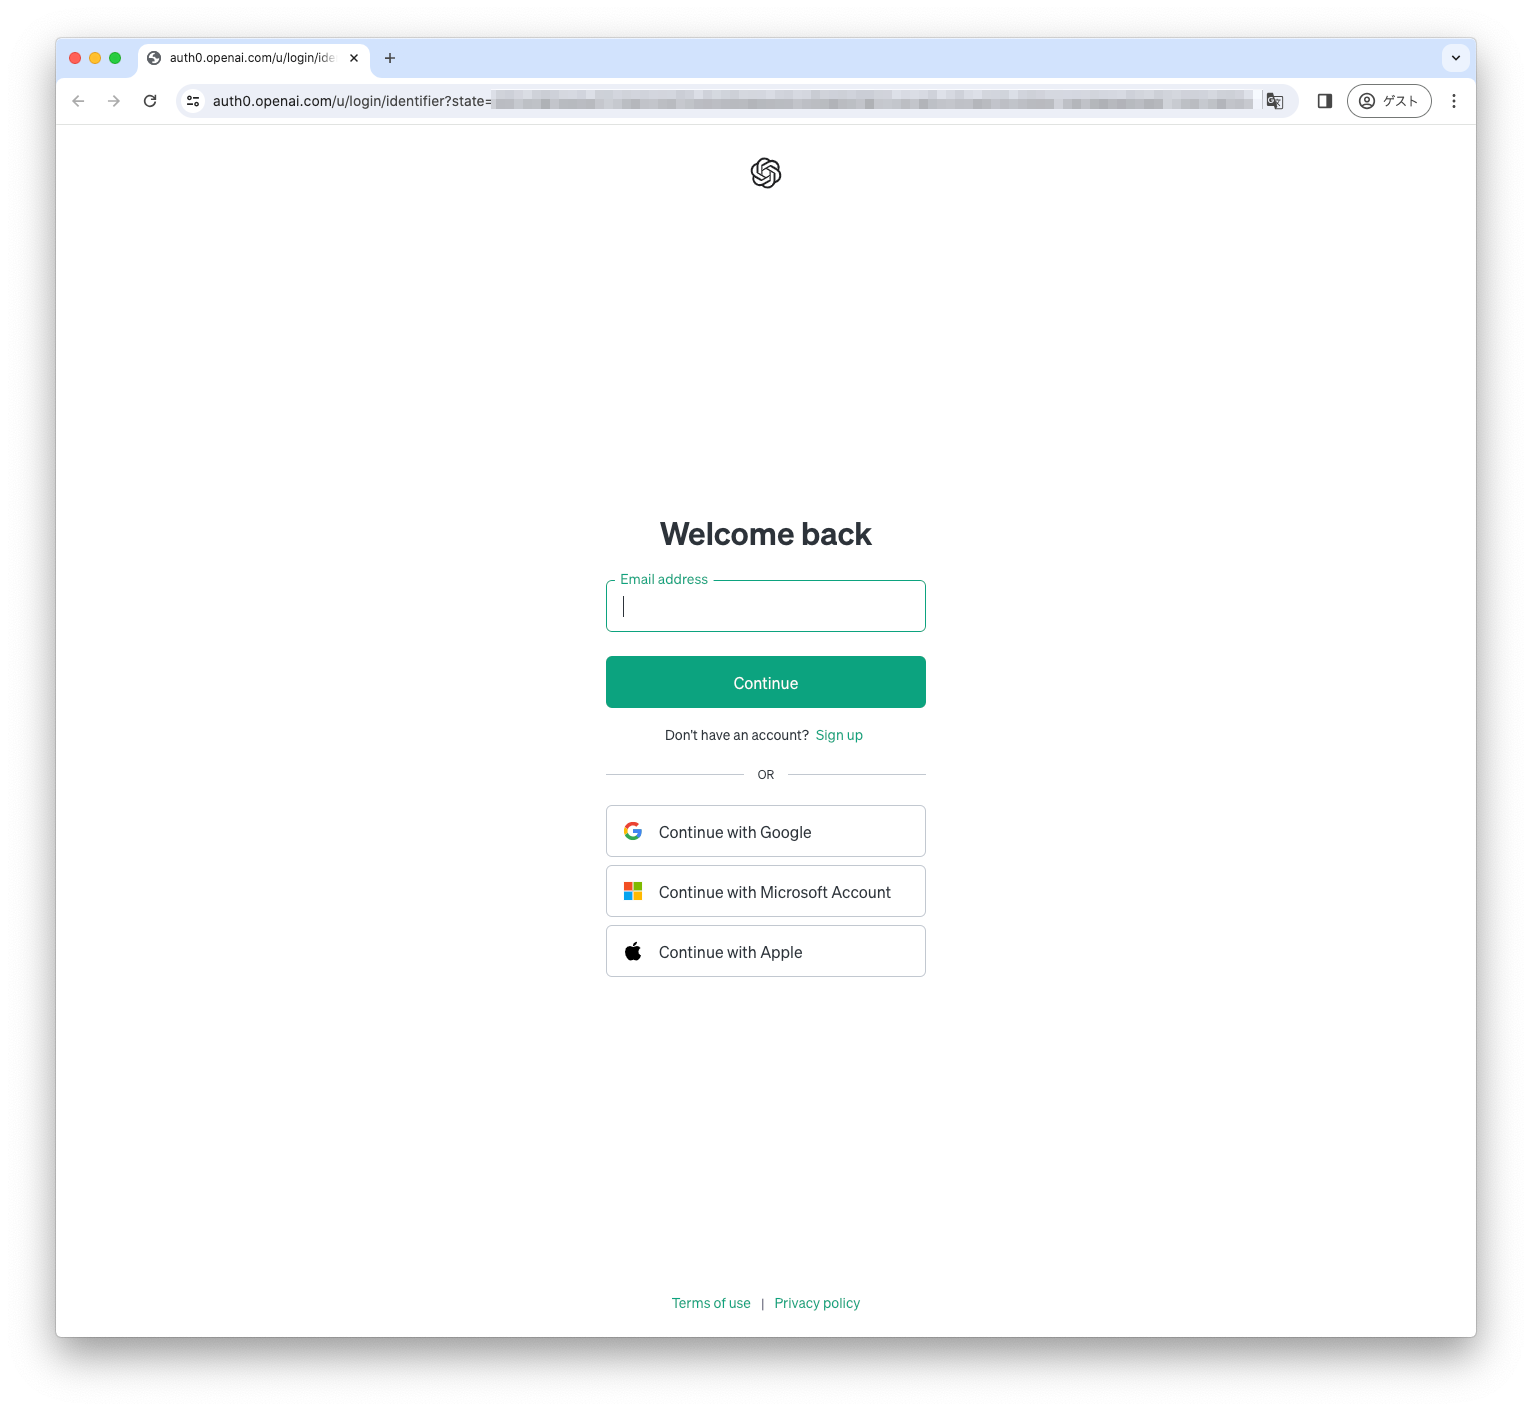 auth0.openai.com/u/login/ide
auth0.openai.com/u/login/identifier?state=
ゲスト
Welcome back
Email address
Continue
Don't have an account? Sign up
OR
Continue with Google
Continue with Microsoft Account
Continue with Apple
Terms of use | Privacy policy